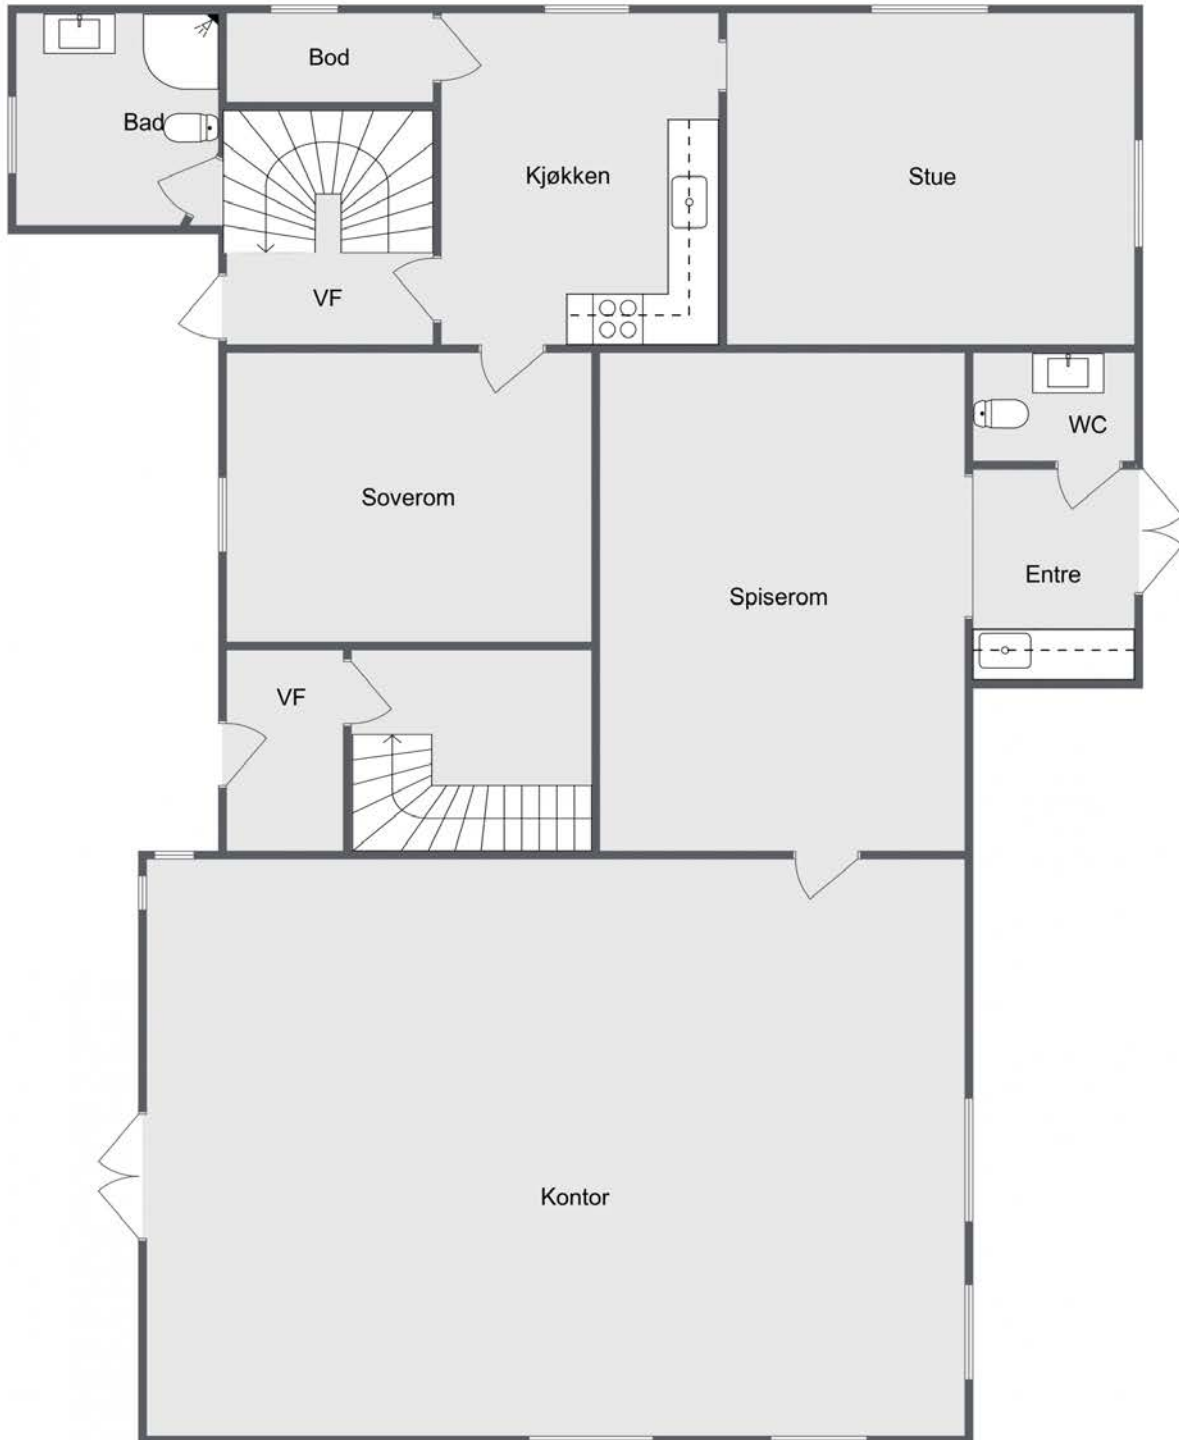 Bod
Bad
Kjøkken
Stue
VF
WC
Soverom
Entre
Spiserom
VF
Kontor